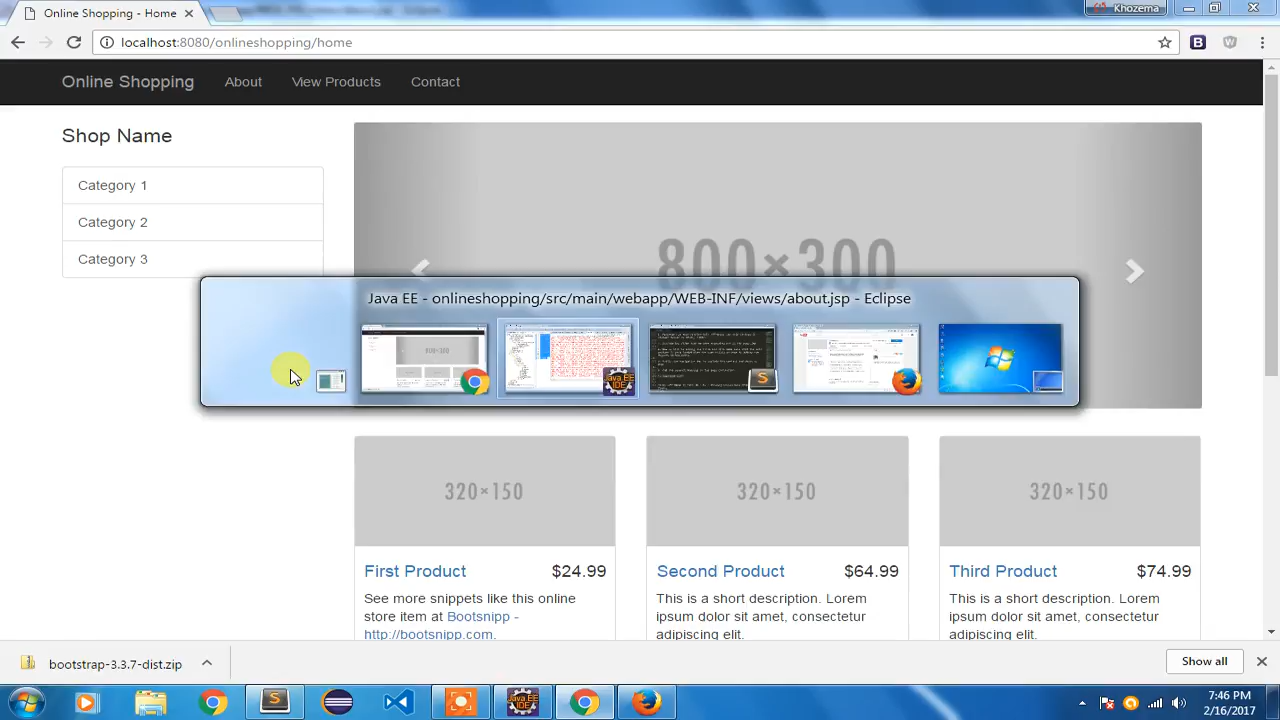 Online Shopping - Home
Khozema
localhost:8080/onlineshopping/home
Online Shopping
About
View Products
Contact
Shop Name
Category 1
Category 2
Category 3
800×300
Java EE - onlineshopping/src/main/webapp/WEB-INF/views/about.jsp - Eclipse
320×150
320×150
320×150
First Product
$24.99
See more snippets like this online
store item at Bootsnipp -
http://bootsnipp.com.
Second Product
$64.99
This is a short description. Lorem
ipsum dolor sit amet, consectetur
adipiscing elit.
Third Product
$74.99
This is a short description. Lorem
ipsum dolor sit amet, consectetur
adipiscing elit.
bootstrap-3.3.7-dist.zip
Show all
7:46 PM
2/16/2017